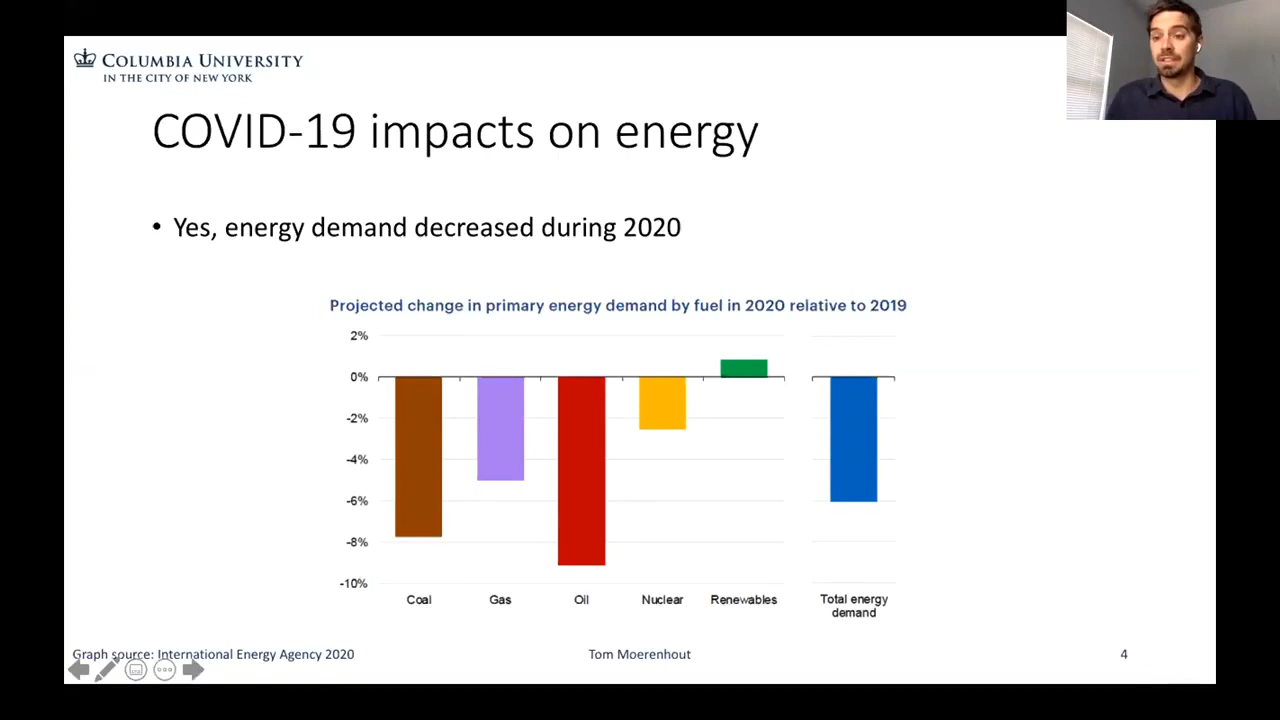 COLUMBIA UNIVERSITY
IN THE CITY OF NEW YORK
COVID-19 impacts on energy
• Yes, energy demand decreased during 2020
Projected change in primary energy demand by fuel in 2020 relative to 2019
2%
0%
-2%
-4%
-6%
-8%
-10%
Coal
Gas
Oil
Nuclear
Renewables
Total energy
demand
Graph source: International Energy Agency 2020
Tom Moerenhout
4